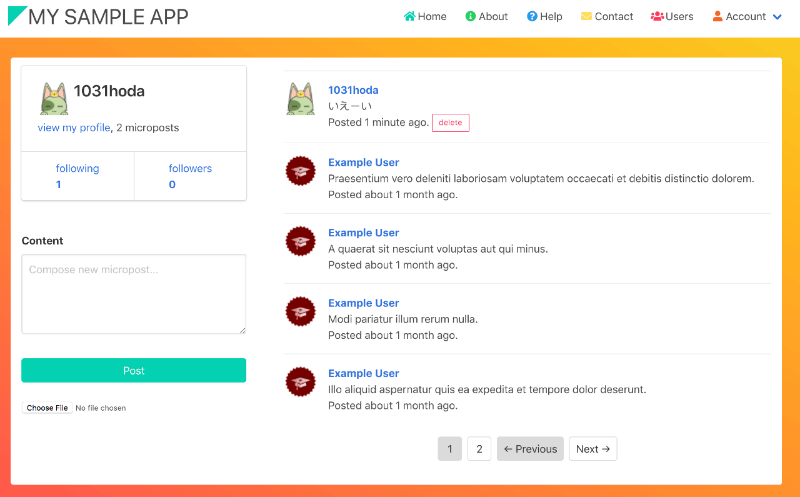 MY SAMPLE APP
Home About Help Contact Users Account
1031hoda
view my profile, 2 microposts
following followers
1 0
Content
Compose new micropost...
Post
Choose File No file chosen
1031hoda
いえーい
Posted 1 minute ago. delete
Example User
Praesentium vero deleniti laboriosam voluptatem occaecati et debitis distinctio dolorem.
Posted about 1 month ago.
Example User
A quaerat sit nesciunt voluptas aut qui minus.
Posted about 1 month ago.
Example User
Modi pariatur illum rerum nulla.
Posted about 1 month ago.
Example User
Illo aliquid aspernatur quis ea expedita et tempore dolor deserunt.
Posted about 1 month ago.
1 2 ← Previous Next →